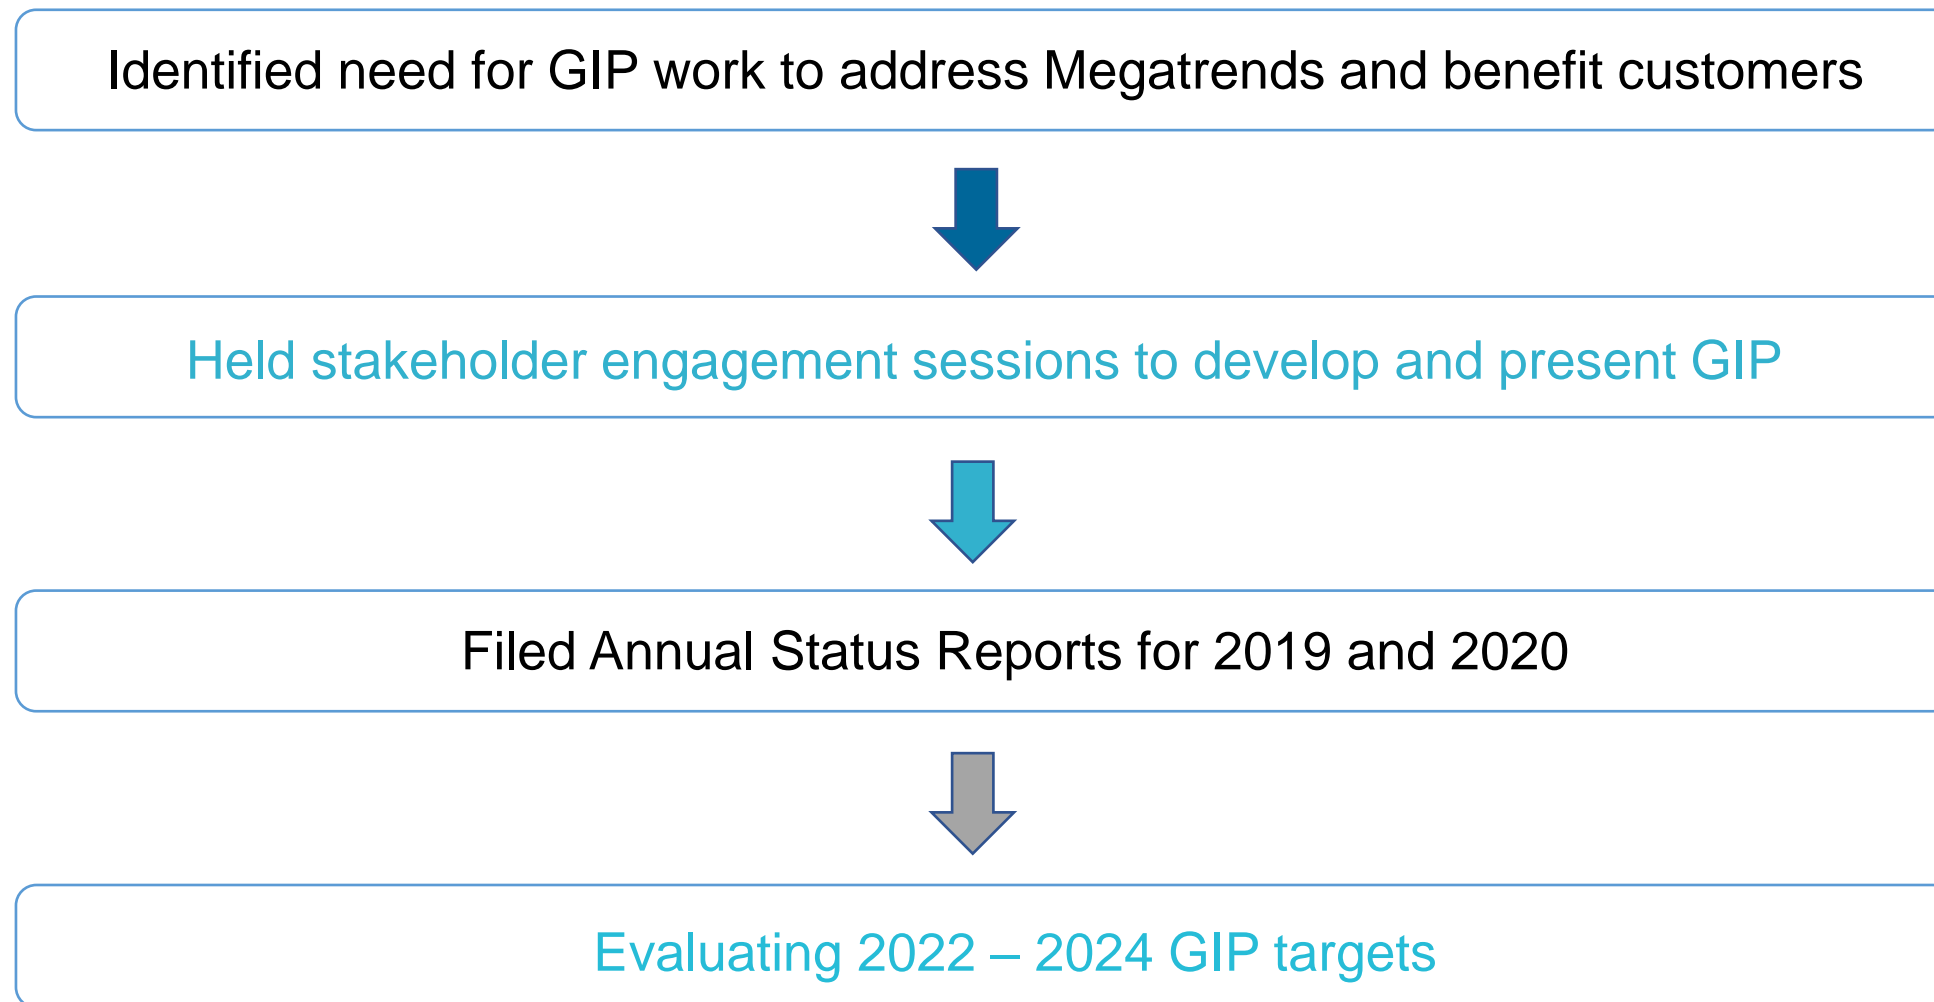 Identified need for GIP work to address Megatrends and benefit customers
Held stakeholder engagement sessions to develop and present GIP
Filed Annual Status Reports for 2019 and 2020
Evaluating 2022 – 2024 GIP targets